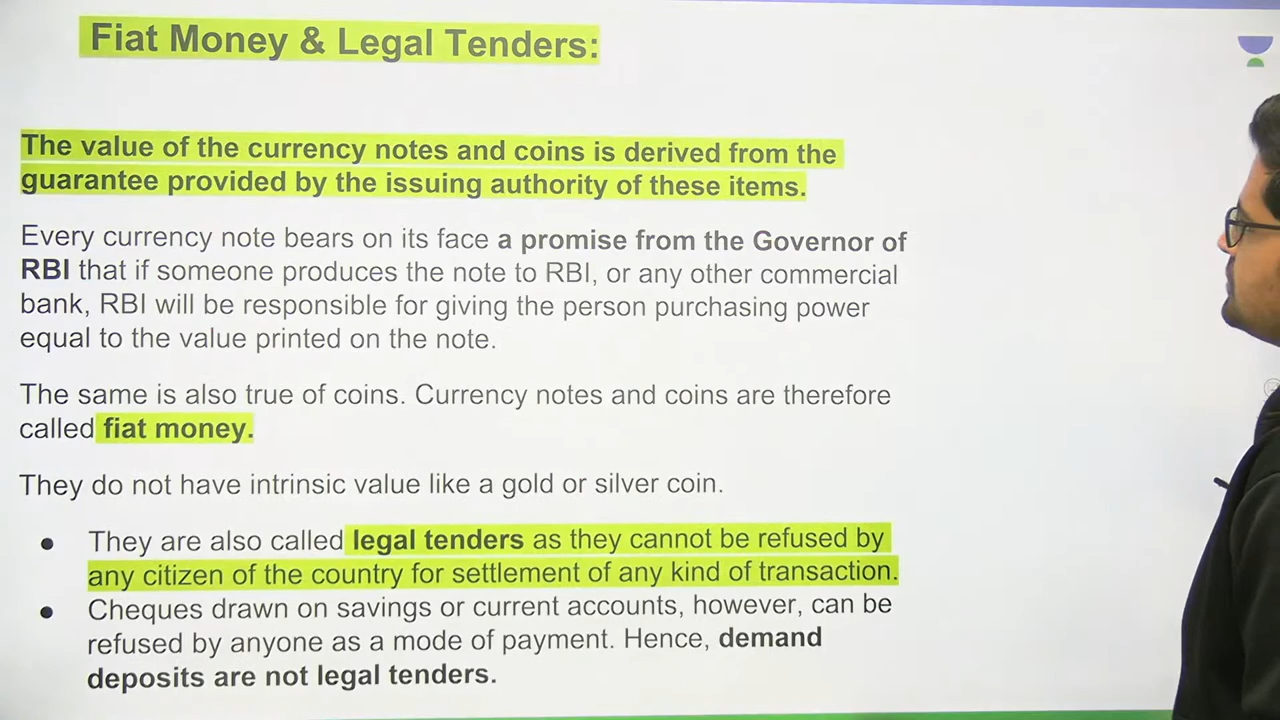 Fiat Money & Legal Tenders:
The value of the currency notes and coins is derived from the
guarantee provided by the issuing authority of these items.
Every currency note bears on its face a promise from the Governor of
RBI that if someone produces the note to RBI, or any other commercial
bank, RBI will be responsible for giving the person purchasing power
equal to the value printed on the note.
The same is also true of coins. Currency notes and coins are therefore
called fiat money.
They do not have intrinsic value like a gold or silver coin.
● They are also called legal tenders as they cannot be refused by
any citizen of the country for settlement of any kind of transaction.
● Cheques drawn on savings or current accounts, however, can be
refused by anyone as a mode of payment. Hence, demand
deposits are not legal tenders.